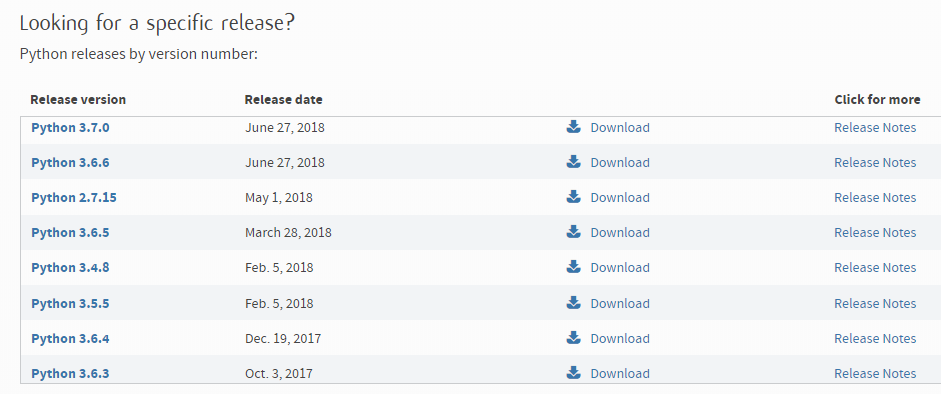 Looking for a specific release?
Python releases by version number:
Release version Release date Click for more
Python 3.7.0 June 27, 2018 Download Release Notes
Python 3.6.6 June 27, 2018 Download Release Notes
Python 2.7.15 May 1, 2018 Download Release Notes
Python 3.6.5 March 28, 2018 Download Release Notes
Python 3.4.8 Feb. 5, 2018 Download Release Notes
Python 3.5.5 Feb. 5, 2018 Download Release Notes
Python 3.6.4 Dec. 19, 2017 Download Release Notes
Python 3.6.3 Oct. 3, 2017 Download Release Notes